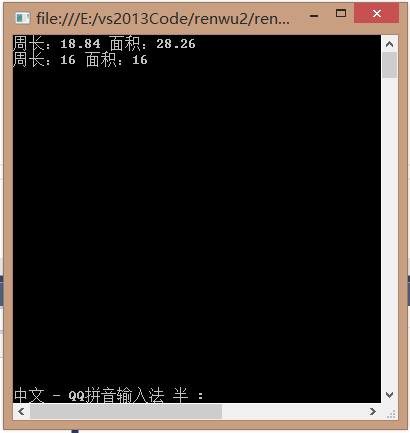 file:///E:/vs2013Code/renwu2/ren...
周长：18.84 面积：28.26
周长：16 面积：16
中文 - QQ拼音输入法 半 :